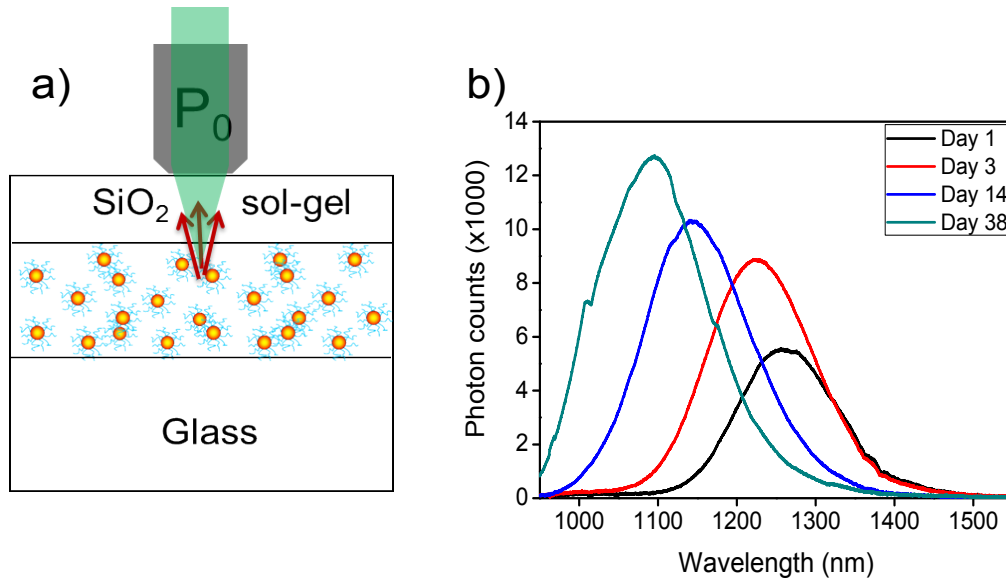 a)
P₀
SiO₂ sol-gel
Glass
b)
14
12
10
8
6
4
2
0
Photon counts (x1000)
Day 1
Day 3
Day 14
Day 38
1000 1100 1200 1300 1400 1500
Wavelength (nm)